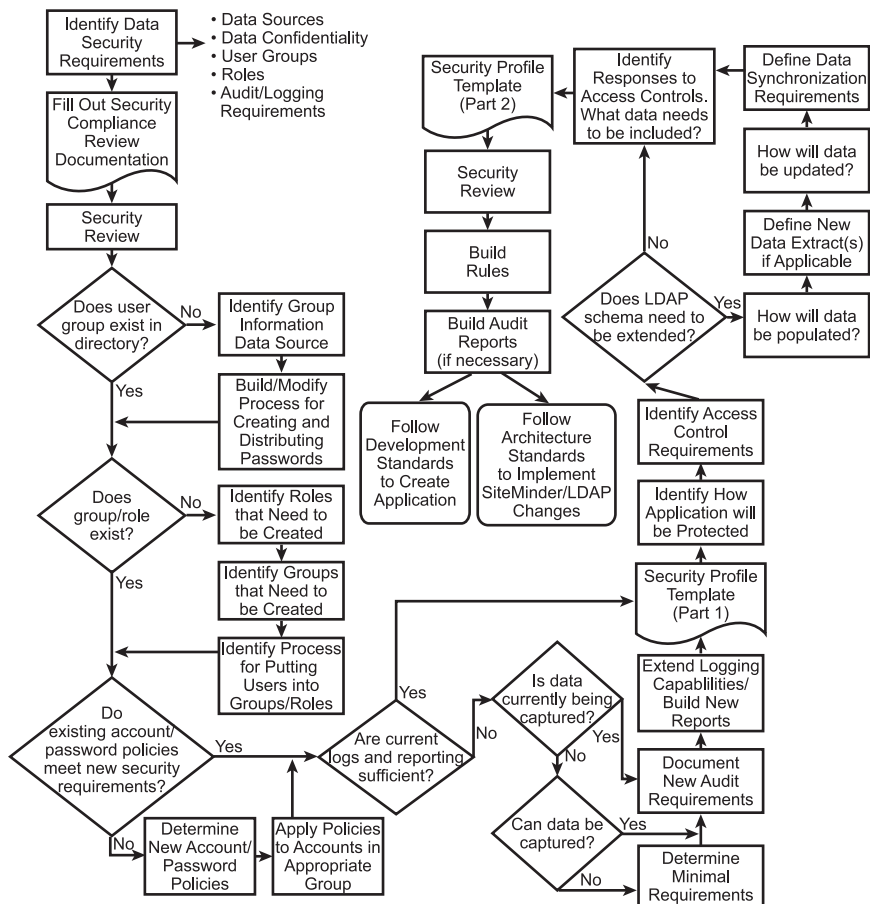 Identify Data
Security
Requirements
• Data Sources
• Data Confidentiality
• User Groups
• Roles
• Audit/Logging
Requirements
Fill Out Security
Compliance
Review
Documentation
Security
Review
Does user
group exist in
directory?
No
Yes
Identify Group
Information
Data Source
Build/Modify
Process for
Creating and
Distributing
Passwords
Does
group/role
exist?
No
Yes
Identify Roles
that Need to
be Created
Identify Groups
that Need to
be Created
Identify Process
for Putting
Users into
Groups/Roles
Do
existing account/
password policies
meet new security
requirements?
Yes
No
Determine
New Account/
Password
Policies
Apply Policies
to Accounts in
Appropriate
Group
Are current
logs and reporting
sufficient?
Yes
No
Is data
currently being
captured?
Yes
No
Can data be
captured?
Yes
No
Determine
Minimal
Requirements
Document
New Audit
Requirements
Extend Logging
Capablilities/
Build New
Reports
Security Profile
Template
(Part 1)
Identify How
Application will
be Protected
Identify Access
Control
Requirements
Does LDAP
schema need to
be extended?
No
Yes
How will data
be populated?
Define New
Data Extract(s)
if Applicable
How will data
be updated?
Define Data
Synchronization
Requirements
Identify
Responses to
Access Controls.
What data needs
to be included?
Security Profile
Template
(Part 2)
Security
Review
Build
Rules
Build Audit
Reports
(if necessary)
Follow
Development
Standards
to Create
Application
Follow
Architecture
Standards
to Implement
SiteMinder/LDAP
Changes